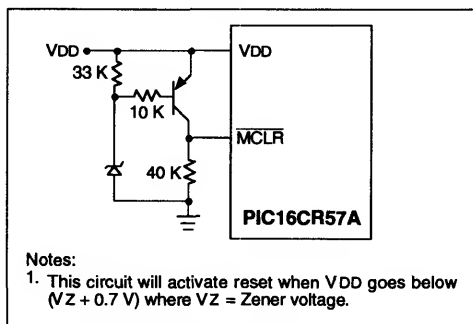 VDD
VDD
33 K
10 K
MCLR
40 K
PIC16CR57A
Notes:
1. This circuit will activate reset when VDD goes below
(VZ + 0.7 V) where VZ = Zener voltage.